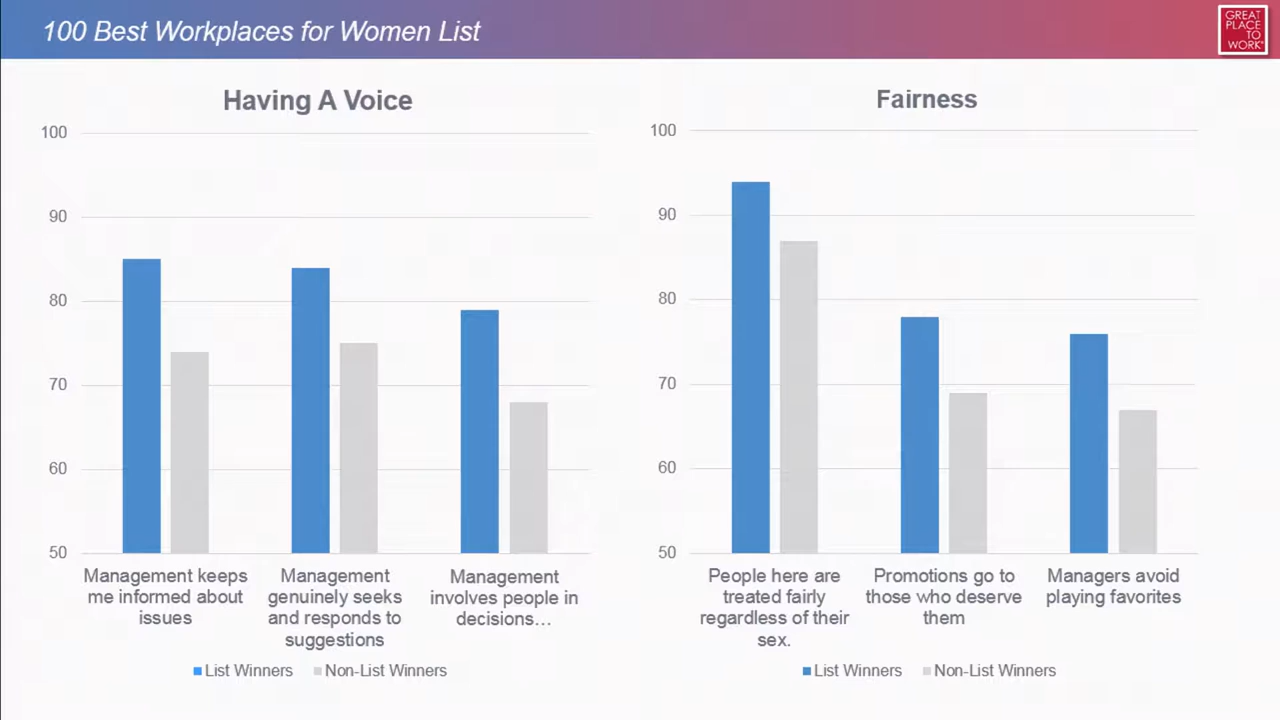 100 Best Workplaces for Women List
GREAT
PLACE
TO
WORK®
Having A Voice
100
90
80
70
60
50
Management keeps
me informed about
issues
Management
genuinely seeks
and responds to
suggestions
Management
involves people in
decisions…
List Winners
Non-List Winners
Fairness
100
90
80
70
60
50
People here are
treated fairly
regardless of their
sex.
Promotions go to
those who deserve
them
Managers avoid
playing favorites
List Winners
Non-List Winners